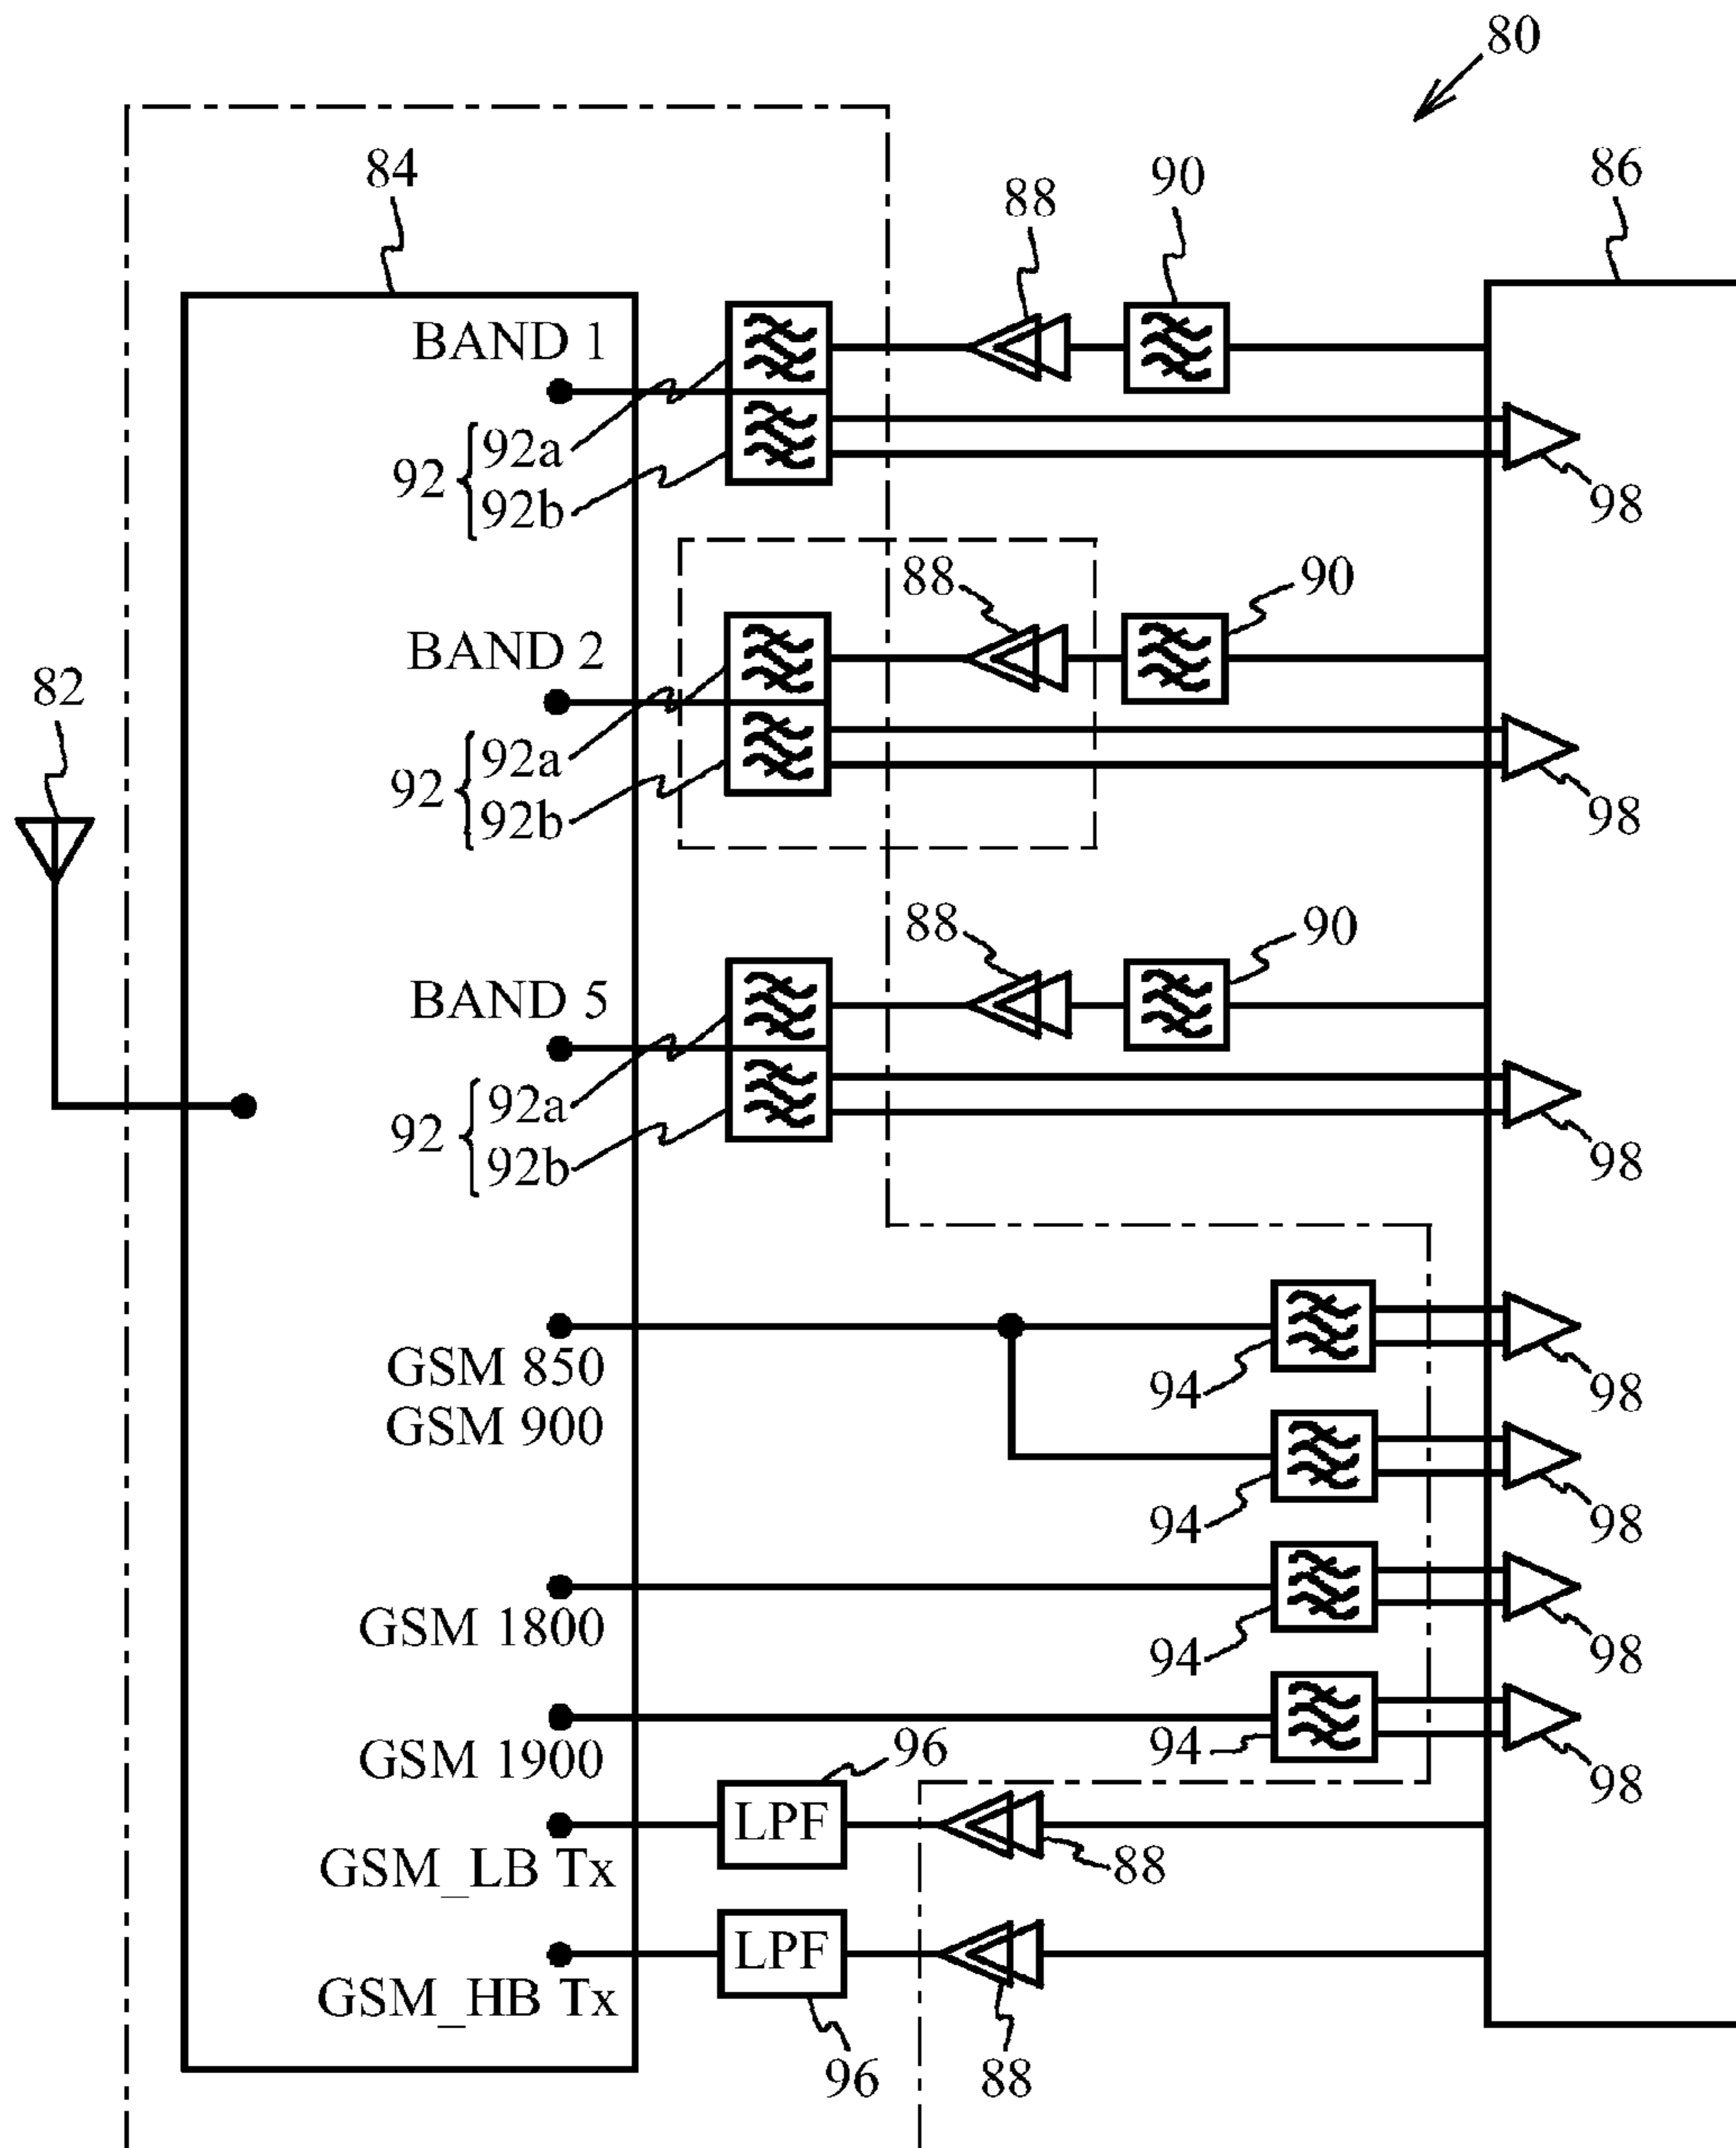 80
84
88
90
86
BAND 1
92 { 92a
92b
98
88
90
BAND 2
82
92 { 92a
92b
98
88
90
BAND 5
92 { 92a
92b
98
GSM 850
GSM 900
94
98
94
98
GSM 1800
94
98
GSM 1900
96
94
98
LPF
GSM_LB Tx
88
LPF
GSM_HB Tx
96
88